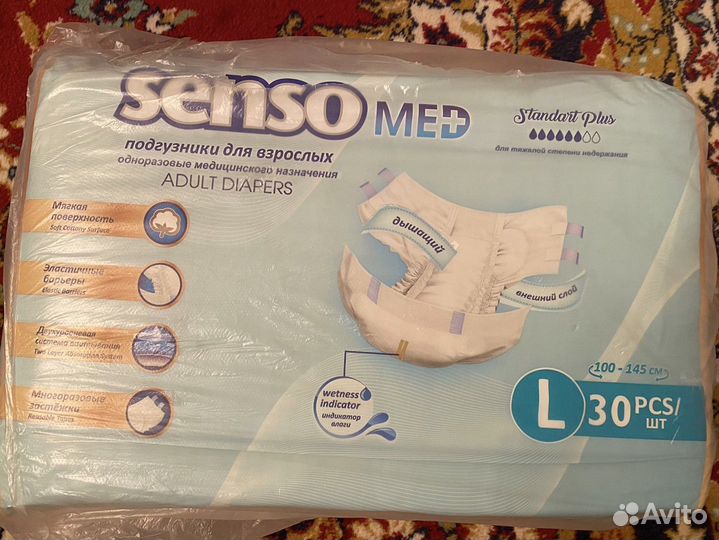 senso MED
Standart Plus
для тяжелой степени недержания
подгузники для взрослых
одноразовые медицинского назначения
ADULT DIAPERS
Мягкая
поверхность
Soft Cottony Surface
Эластичные
барьеры
Elastic Barriers
Двухуровневая
система впитывания
Two Layer Absorption System
Многоразовые
застёжки
Reusable Tapes
дышащий
внешний слой
wetness
indicator
индикатор
влаги
100 - 145 см
L 30 PCS/
шт
Avito